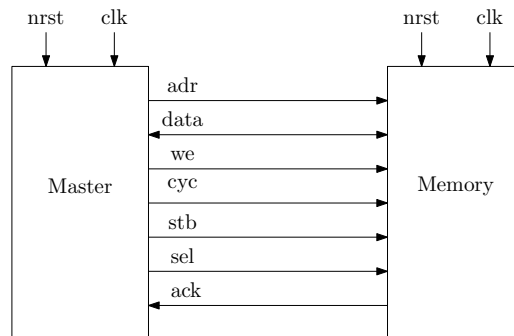 nrst clk nrst clk
adr
data
we
Master cyc Memory
stb
sel
ack